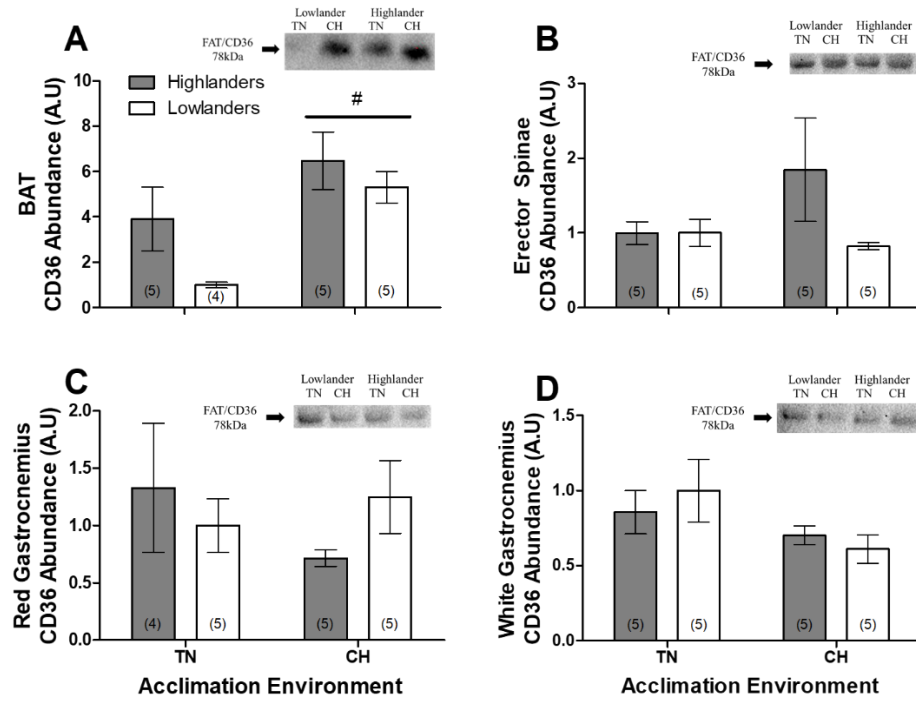 A
Lowlander Highlander
TN CH TN CH
FAT/CD36
78kDa
Highlanders
Lowlanders
#
BAT
CD36 Abundance (A.U)
10
8
6
4
2
0
(5) (4) (5) (5)
B
Lowlander Highlander
TN CH TN CH
FAT/CD36
78kDa
Erector Spinae
CD36 Abundance (A.U)
3
2
1
0
(5) (5) (5) (5)
C
Lowlander Highlander
TN CH TN CH
FAT/CD36
78kDa
Red Gastrocnemius
CD36 Abundance (A.U)
2.0
1.5
1.0
0.5
0.0
(4) (5) (5) (5)
TN CH
Acclimation Environment
D
Lowlander Highlander
TN CH TN CH
FAT/CD36
78kDa
White Gastrocnemius
CD36 Abundance (A.U)
1.5
1.0
0.5
0.0
(5) (5) (5) (5)
TN CH
Acclimation Environment